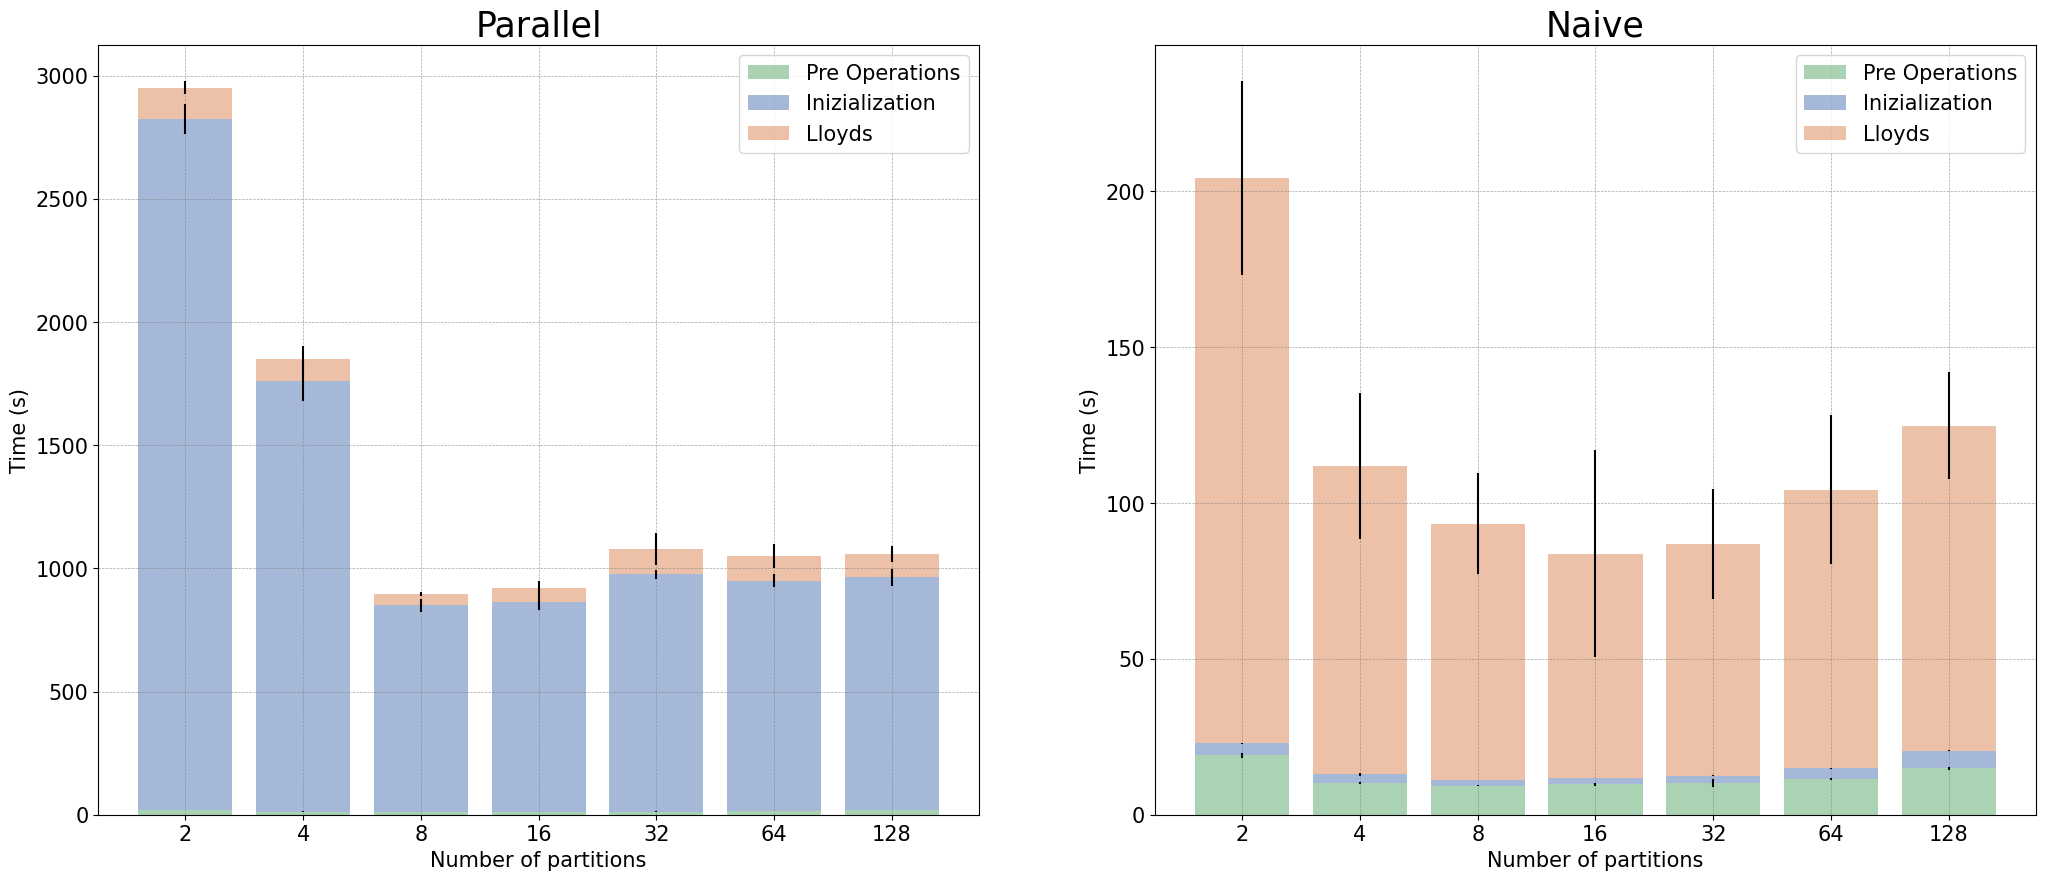 Parallel
3000
2500
2000
1500
1000
500
0
Time (s)
Pre Operations
Inizialization
Lloyds
2 4 8 16 32 64 128
Number of partitions
Naive
200
150
100
50
0
Time (s)
Pre Operations
Inizialization
Lloyds
2 4 8 16 32 64 128
Number of partitions